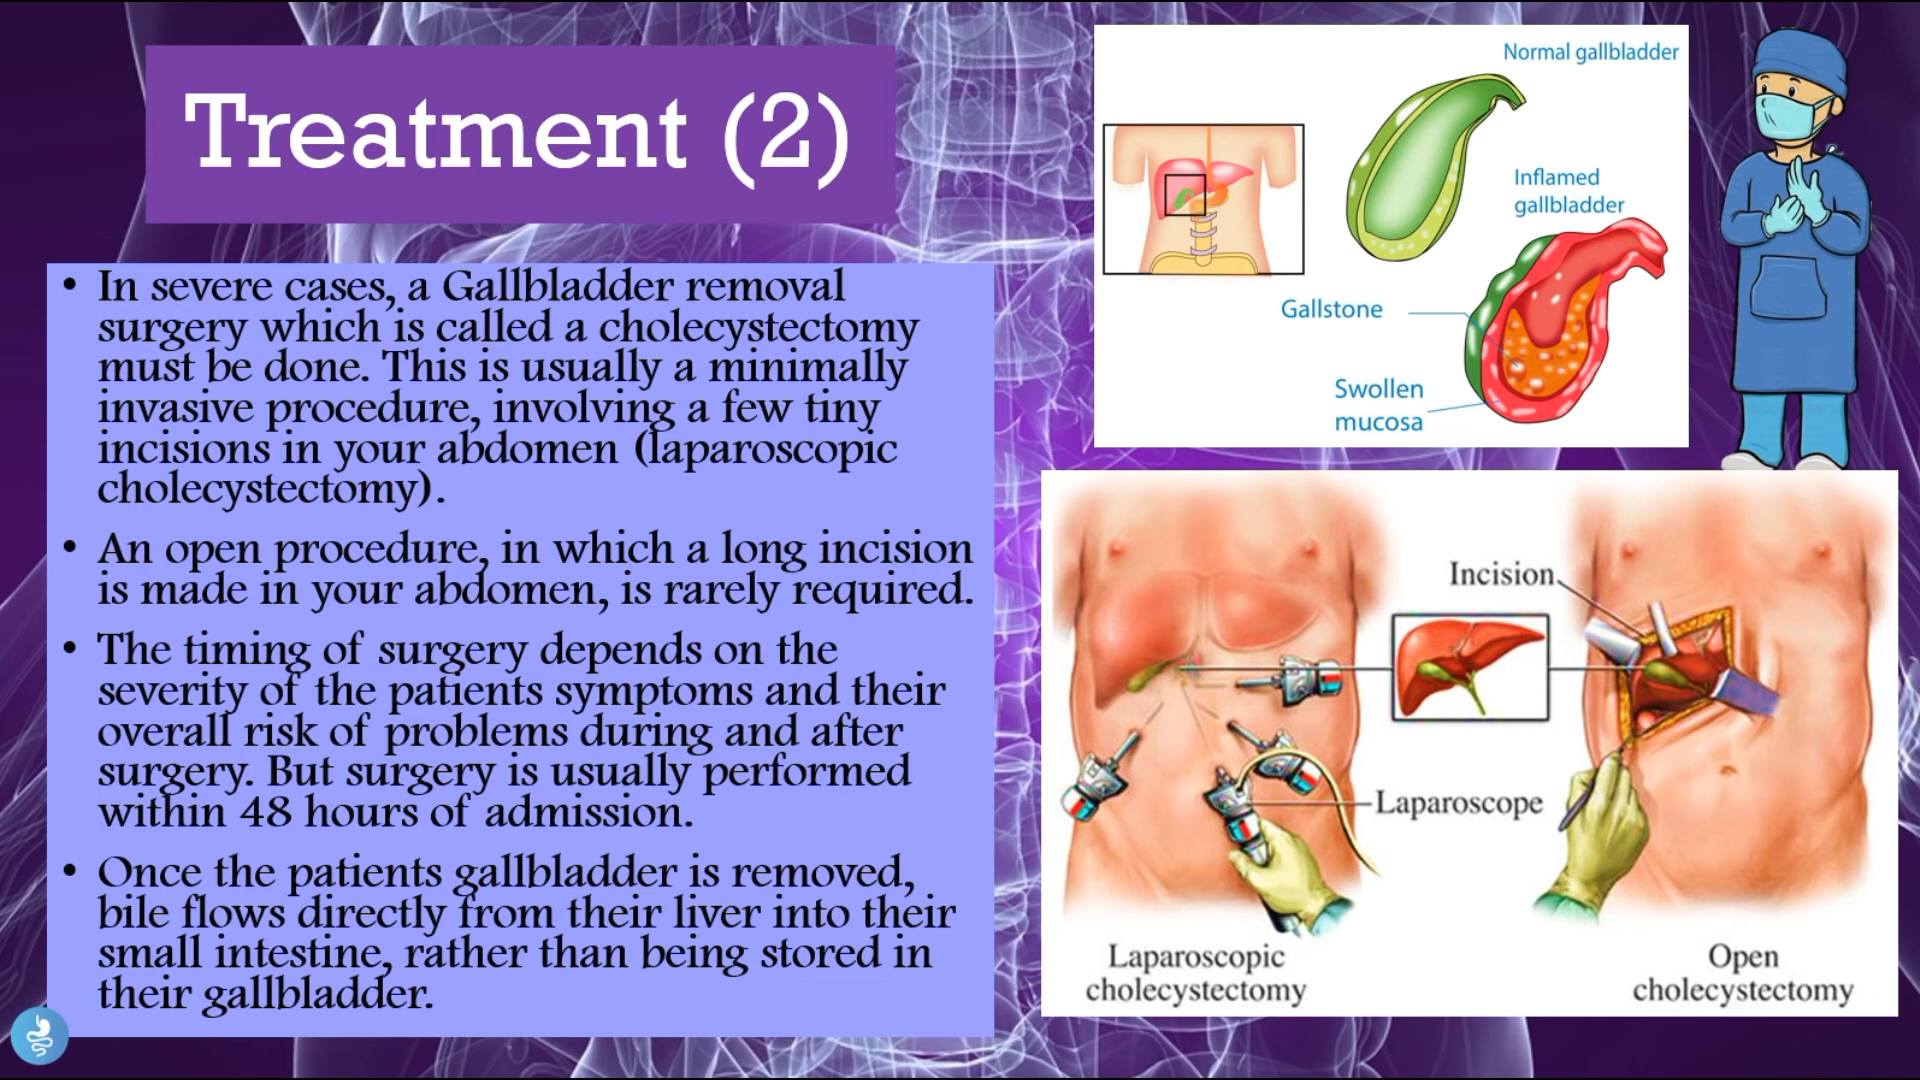 Treatment (2)
• In severe cases, a Gallbladder removal
surgery which is called a cholecystectomy
must be done. This is usually a minimally
invasive procedure, involving a few tiny
incisions in your abdomen (laparoscopic
cholecystectomy).
• An open procedure, in which a long incision
is made in your abdomen, is rarely required.
• The timing of surgery depends on the
severity of the patients symptoms and their
overall risk of problems during and after
surgery. But surgery is usually performed
within 48 hours of admission.
• Once the patients gallbladder is removed,
bile flows directly from their liver into their
small intestine, rather than being stored in
their gallbladder.
Normal gallbladder
Inflamed
gallbladder
Gallstone
Swollen
mucosa
Incision
Laparoscope
Laparoscopic
cholecystectomy
Open
cholecystectomy